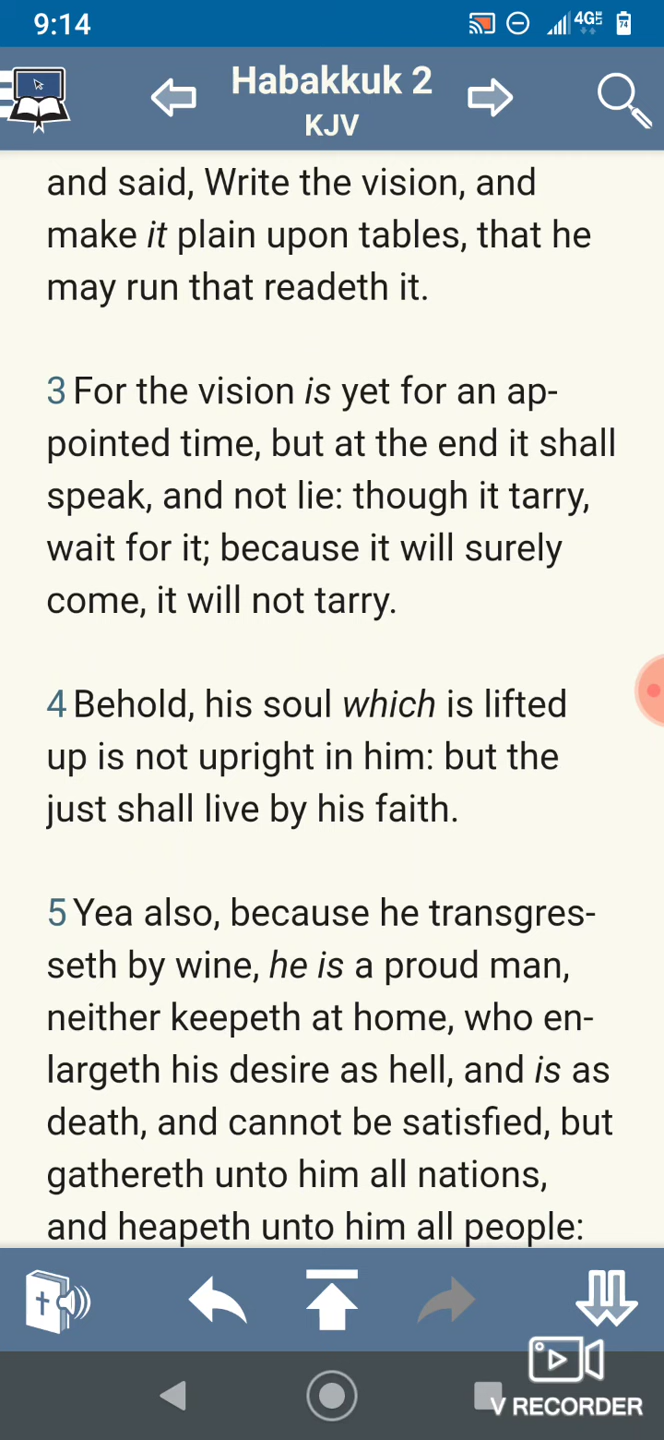 9:14
4G
74
Habakkuk 2
KJV
and said, Write the vision, and
make it plain upon tables, that he
may run that readeth it.
3 For the vision is yet for an ap-
pointed time, but at the end it shall
speak, and not lie: though it tarry,
wait for it; because it will surely
come, it will not tarry.
4 Behold, his soul which is lifted
up is not upright in him: but the
just shall live by his faith.
5 Yea also, because he transgres-
seth by wine, he is a proud man,
neither keepeth at home, who en-
largeth his desire as hell, and is as
death, and cannot be satisfied, but
gathereth unto him all nations,
and heapeth unto him all people:
V RECORDER